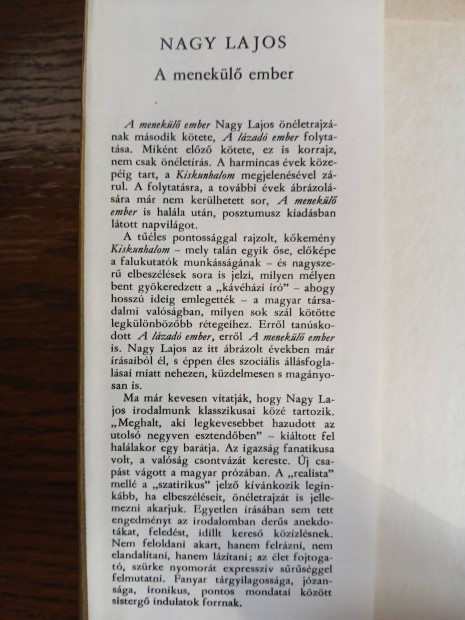 NAGY LAJOS
A menekülő ember
A menekülő ember Nagy Lajos önéletrajzá-
nak második kötete, A lázadó ember folyta-
tása. Miként előző kötete, ez is korrajz,
nem csak önéletírás. A harmincas évek köze-
péig tart, a Kiskunhalom megjelenésével zá-
rul. A folytatásra, a további évek ábrázolá-
sára már nem kerülhetett sor, A menekülő
ember is halála után, posztumusz kiadásban
látott napvilágot.
A tűéles pontossággal rajzolt, kőkemény
Kiskunhalom – mely talán egyik őse, előképe
a falukutatók munkásságának – és nagysze-
rű elbeszélések sora is jelzi, milyen mélyen
bent gyökeredzett a „kávéházi író" – ahogy
hosszú ideig emlegették – a magyar társa-
dalmi valóságban, milyen sok szál kötötte
legkülönbözőbb rétegeihez. Erről tanúsko-
dott A lázadó ember, erről A menekülő ember
is. Nagy Lajos az itt ábrázolt években már
írásaiból él, s éppen éles szociális állásfog-
lalásai miatt nehezen, küzdelmesen s magányo-
san is.
Ma már kevesen vitatják, hogy Nagy La-
jos irodalmunk klasszikusai közé tartozik.
„Meghalt, aki legkevesebbet hazudott az
utolsó negyven esztendőben" – kiáltott fel
halálakor egy barátja. Az igazság fanatikusa
volt, a valóság csontvázát kereste. Új csa-
pást vágott a magyar prózában. A „realista"
mellé a „szatirikus" jelző kívánkozik legin-
kább, ha elbeszéléseit, önéletrajzát is jelle-
mezni akarjuk. Egyetlen írásában sem tett
engedményt az irodalomban derűs anekdo-
tákat, feledést, idillt kereső közízlésnek.
Nem feloldani akart, hanem felrázni, nem
elandalítani, hanem lázítani; az élet fojtoga-
tó, szürke nyomorát expresszív sűrűséggel
felmutatni. Fanyar tárgyilagossága, józan-
sága, ironikus, pontos mondatai között
sistergő indulatok forrnak.